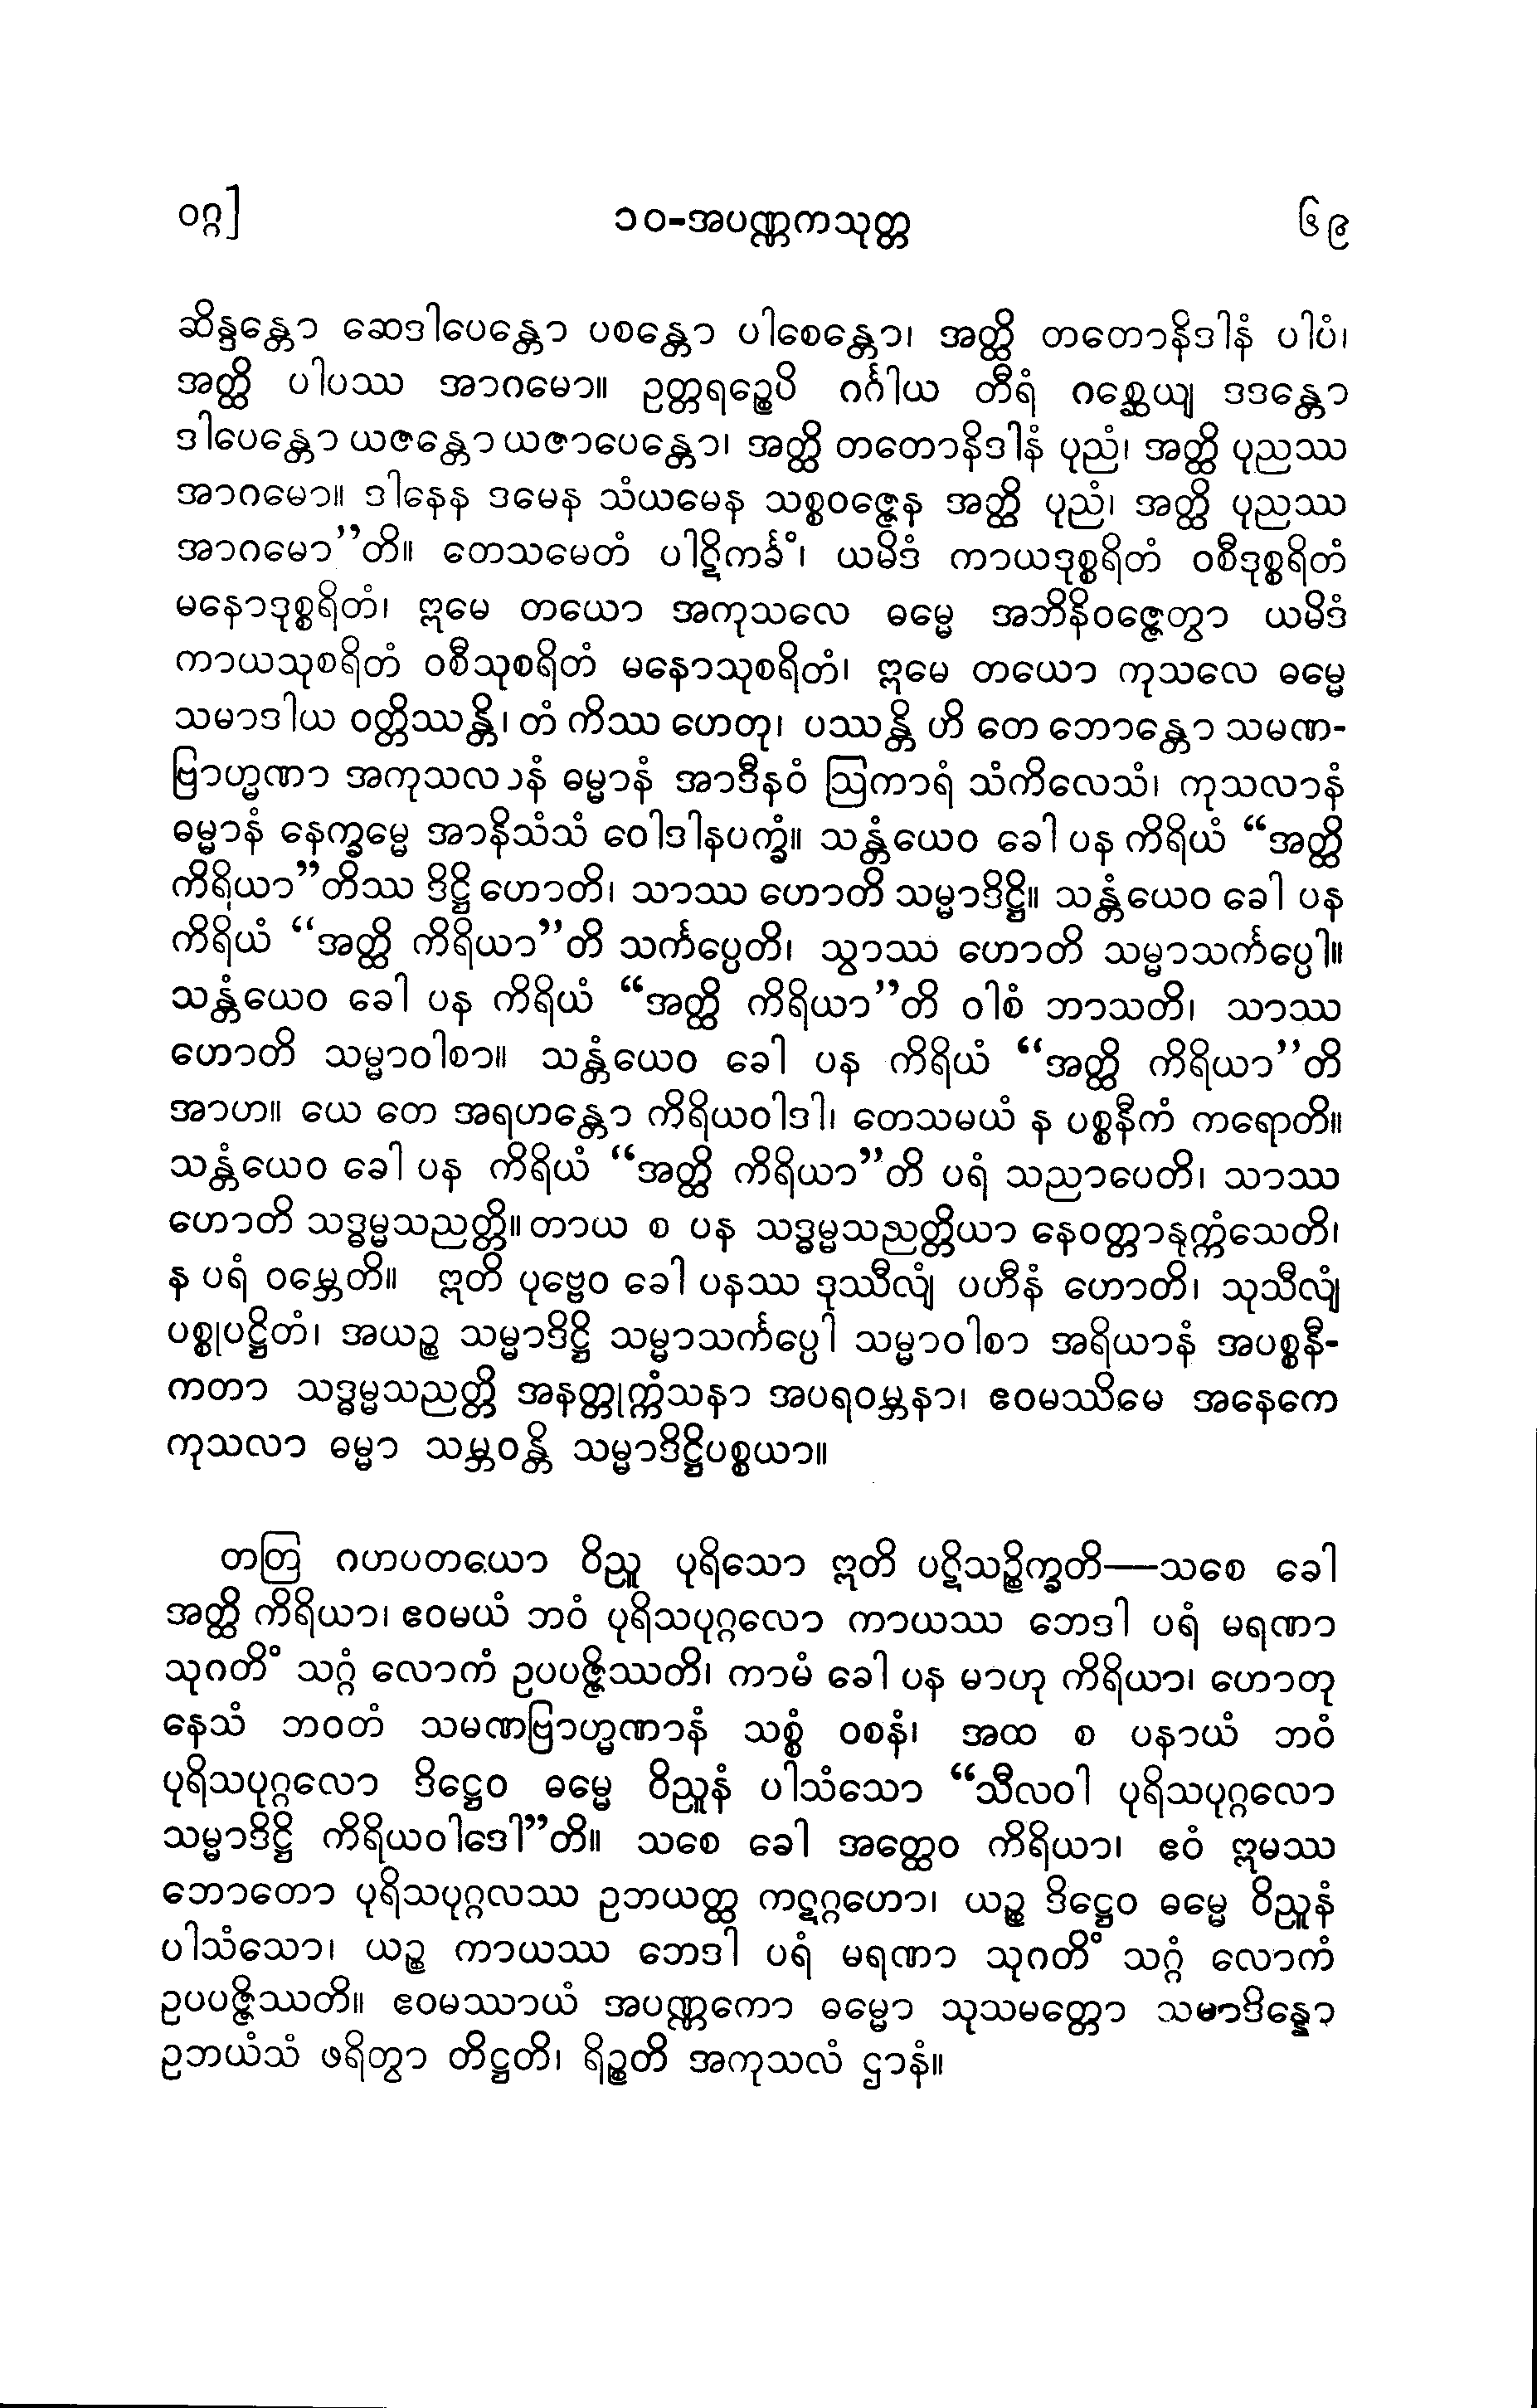 ဝဂ္ဂ] ၁၀-အပဏ္ဏကသုတ္တ ၆၉
ဆိန္ဒန္တော ဆေဒါပေန္တော ပစန္တော ပါစေန္တော၊ အတ္ထိ တတောနိဒါနံ ပါပံ၊
အတ္ထိ ပါပဿ အာဂမော။ ဥတ္တရဉ္စေပိ ဂင်္ဂါယ တီရံ ဂစ္ဆေယျ ဒဒန္တော
ဒါပေန္တော ယဇန္တော ယဇာပေန္တော၊ အတ္ထိ တတောနိဒါနံ ပုညံ၊ အတ္ထိ ပုညဿ
အာဂမော။ ဒါနေန ဒမေန သံယမေန သစ္စဝဇ္ဇေန အတ္ထိ ပုညံ၊ အတ္ထိ ပုညဿ
အာဂမော”တိ။ တေသမေတံ ပါဋိကင်္ခံ၊ ယမိဒံ ကာယဒုစ္စရိတံ ဝစီဒုစ္စရိတံ
မနောဒုစ္စရိတံ၊ ဣမေ တယော အကုသလေ ဓမ္မေ အဘိနိဝဇ္ဇေတွာ ယမိဒံ
ကာယသုစရိတံ ဝစီသုစရိတံ မနောသုစရိတံ၊ ဣမေ တယော ကုသလေ ဓမ္မေ
သမာဒါယ ဝတ္တိဿန္တိ၊ တံ ကိဿ ဟေတု၊ ပဿန္တိ ဟိ တေ ဘောန္တော သမဏ-
ဗြာဟ္မဏာ အကုသလာနံ ဓမ္မာနံ အာဒီနဝံ ဩကာရံ သံကိလေသံ၊ ကုသလာနံ
ဓမ္မာနံ နေက္ခမ္မေ အာနိသံသံ ဝေါဒါနပက္ခံ။ သန္တံယေဝ ခေါ ပန ကိရိယံ “အတ္ထိ
ကိရိယာ”တိဿ ဒိဋ္ဌိ ဟောတိ၊ သာဿ ဟောတိ သမ္မာဒိဋ္ဌိ။ သန္တံယေဝ ခေါ ပန
ကိရိယံ “အတ္ထိ ကိရိယာ”တိ သင်္ကပ္ပေတိ၊ သွာဿ ဟောတိ သမ္မာသင်္ကပ္ပေါ။
သန္တံယေဝ ခေါ ပန ကိရိယံ “အတ္ထိ ကိရိယာ”တိ ဝါစံ ဘာသတိ၊ သာဿ
ဟောတိ သမ္မာဝါစာ။ သန္တံယေဝ ခေါ ပန ကိရိယံ “အတ္ထိ ကိရိယာ”တိ
အာဟ။ ယေ တေ အရဟန္တော ကိရိယဝါဒါ၊ တေသမယံ န ပစ္စနီကံ ကရောတိ။
သန္တံယေဝ ခေါ ပန ကိရိယံ “အတ္ထိ ကိရိယာ”တိ ပရံ သညာပေတိ၊ သာဿ
ဟောတိ သဒ္ဓမ္မသညတ္တိ။ တာယ စ ပန သဒ္ဓမ္မသညတ္တိယာ နေဝတ္တာနုက္ကံသေတိ၊
န ပရံ ဝမ္ဘေတိ။ ဣတိ ပုဗ္ဗေဝ ခေါ ပနဿ ဒုဿီလျံ ပဟီနံ ဟောတိ၊ သုသီလျံ
ပစ္စုပဋ္ဌိတံ၊ အယဉ္စ သမ္မာဒိဋ္ဌိ သမ္မာသင်္ကပ္ပေါ သမ္မာဝါစာ အရိယာနံ အပစ္စနီ-
ကတာ သဒ္ဓမ္မသညတ္တိ အနတ္တုက္ကံသနာ အပရဝမ္ဘနာ၊ ဧဝမဿိမေ အနေကေ
ကုသလာ ဓမ္မာ သမ္ဘဝန္တိ သမ္မာဒိဋ္ဌိပစ္စယာ။
တတြ ဂဟပတယော ဝိညူ ပုရိသော ဣတိ ပဋိသဉ္စိက္ခတိ—သစေ ခေါ
အတ္ထိ ကိရိယာ၊ ဧဝမယံ ဘဝံ ပုရိသပုဂ္ဂလော ကာယဿ ဘေဒါ ပရံ မရဏာ
သုဂတိံ သဂ္ဂံ လောကံ ဥပပဇ္ဇိဿတိ၊ ကာမံ ခေါ ပန မာဟု ကိရိယာ၊ ဟောတု
နေသံ ဘဝတံ သမဏဗြာဟ္မဏာနံ သစ္စံ ဝစနံ၊ အထ စ ပနာယံ ဘဝံ
ပုရိသပုဂ္ဂလော ဒိဋ္ဌေဝ ဓမ္မေ ဝိညူနံ ပါသံသော “သီလဝါ ပုရိသပုဂ္ဂလော
သမ္မာဒိဋ္ဌိ ကိရိယဝါဒေါ”တိ။ သစေ ခေါ အတ္ထေဝ ကိရိယာ၊ ဧဝံ ဣမဿ
ဘောတော ပုရိသပုဂ္ဂလဿ ဥဘယတ္ထ ကဋဂ္ဂဟော၊ ယဉ္စ ဒိဋ္ဌေဝ ဓမ္မေ ဝိညူနံ
ပါသံသော၊ ယဉ္စ ကာယဿ ဘေဒါ ပရံ မရဏာ သုဂတိံ သဂ္ဂံ လောကံ
ဥပပဇ္ဇိဿတိ။ ဧဝမဿာယံ အပဏ္ဏကော ဓမ္မော သုသမတ္တော သမာဒိန္နော
ဥဘယံသံ ဖရိတွာ တိဋ္ဌတိ၊ ရိဉ္စတိ အကုသလံ ဌာနံ။